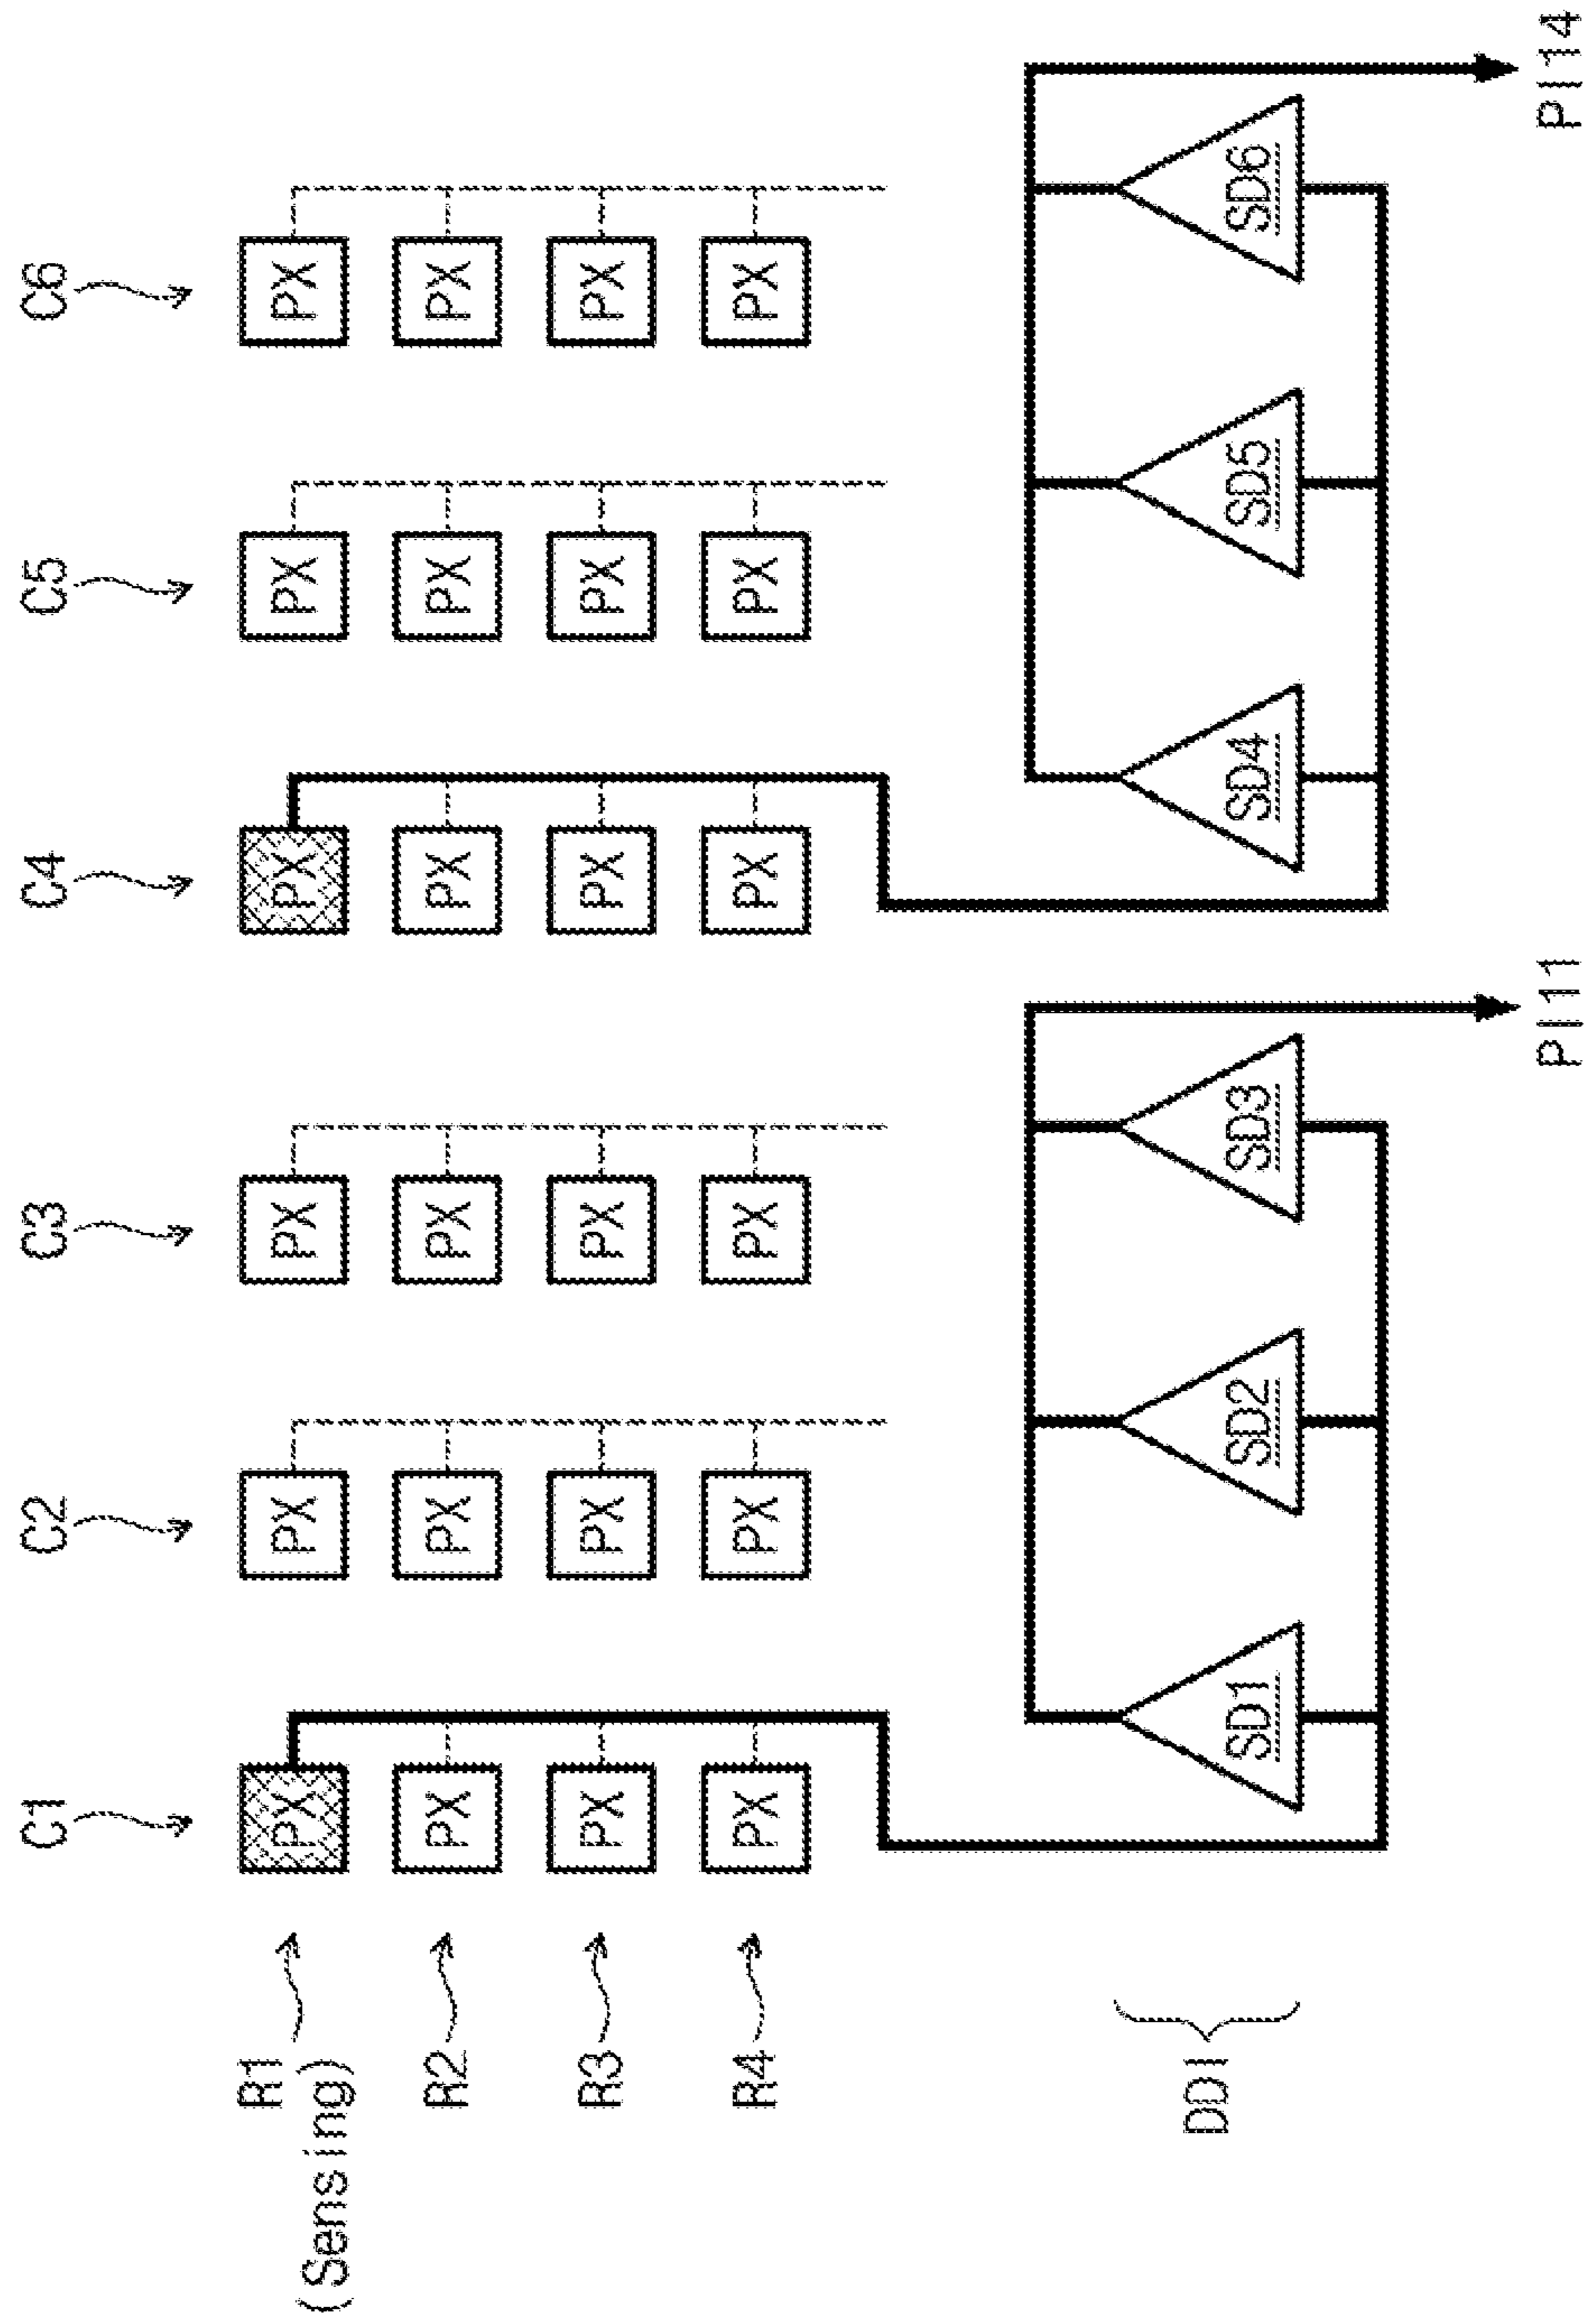 C1 C2 C3 C4 C5 C6
R1 PX PX PX PX PX PX
(Sensing)
R2 PX PX PX PX PX PX
R3 PX PX PX PX PX PX
R4 PX PX PX PX PX PX
DDI SD1 SD2 SD3 SD4 SD5 SD6
PI11 PI14